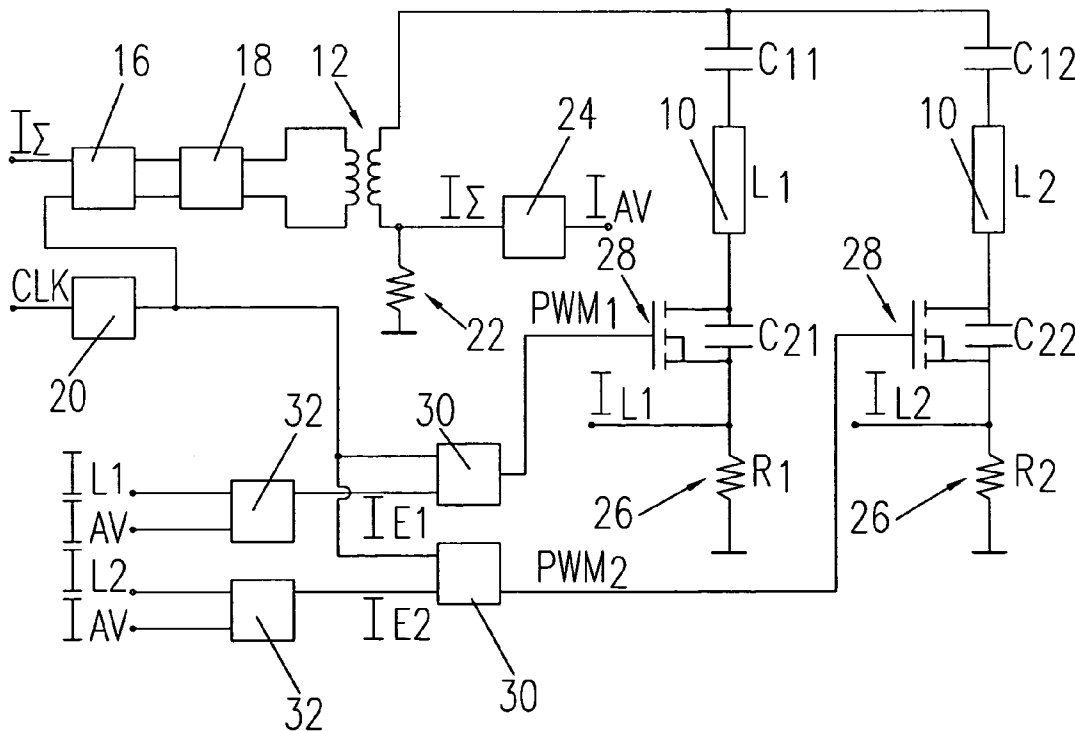 C11
C12
16
18
12
24
10
L1
10
L2
IΣ
IΣ
IAV
28
28
CLK
PWM1
C21
C22
22
20
IL1
IL2
32
30
R1
R2
IL1
IAV
IE1
26
26
IL2
IAV
PWM2
IE2
32
30